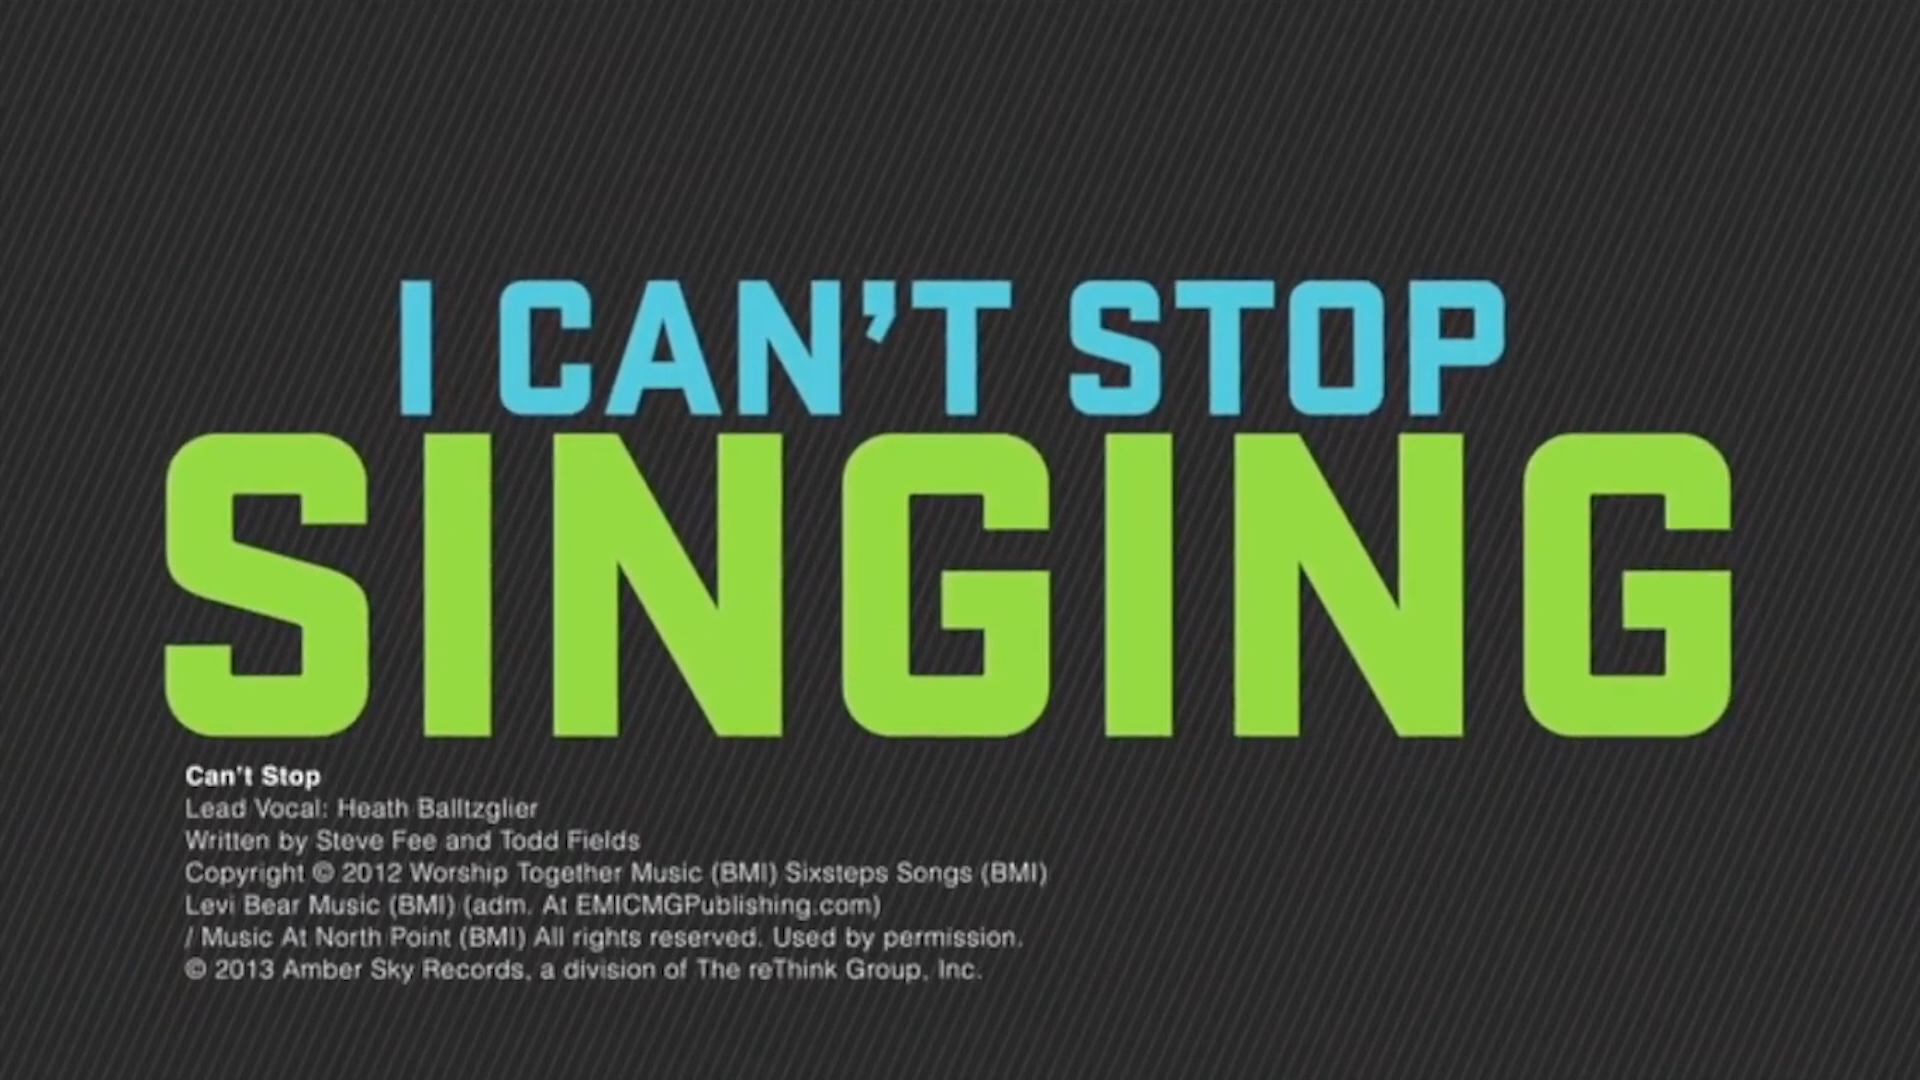 I CAN'T STOP
SINGING
Can't Stop
Lead Vocal: Heath Balltzglier
Written by Steve Fee and Todd Fields
Copyright © 2012 Worship Together Music (BMI) Sixsteps Songs (BMI)
Levi Bear Music (BMI) (adm. At EMICMGPublishing.com)
/ Music At North Point (BMI) All rights reserved. Used by permission.
© 2013 Amber Sky Records, a division of The reThink Group, Inc.